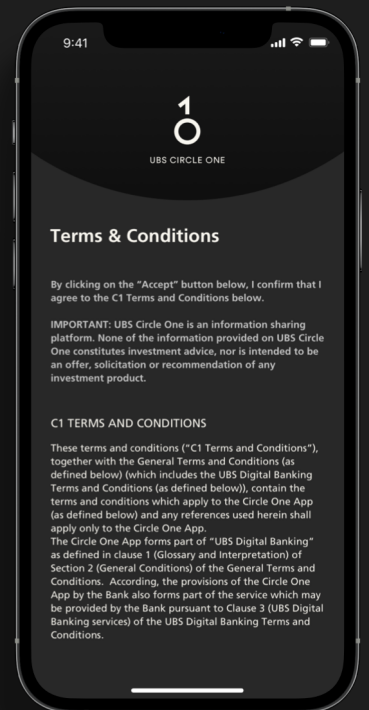 9:41
UBS CIRCLE ONE
Terms & Conditions
By clicking on the "Accept" button below, I confirm that I
agree to the C1 Terms and Conditions below.
IMPORTANT: UBS Circle One is an information sharing
platform. None of the information provided on UBS Circle
One constitutes investment advice, nor is intended to be
an offer, solicitation or recommendation of any
investment product.
C1 TERMS AND CONDITIONS
These terms and conditions ("C1 Terms and Conditions"),
together with the General Terms and Conditions (as
defined below) (which includes the UBS Digital Banking
Terms and Conditions (as defined below)), contain the
terms and conditions which apply to the Circle One App
(as defined below) and any references used herein shall
apply only to the Circle One App.
The Circle One App forms part of "UBS Digital Banking"
as defined in clause 1 (Glossary and Interpretation) of
Section 2 (General Conditions) of the General Terms and
Conditions. According, the provisions of the Circle One
App by the Bank also forms part of the service which may
be provided by the Bank pursuant to Clause 3 (UBS Digital
Banking services) of the UBS Digital Banking Terms and
Conditions.